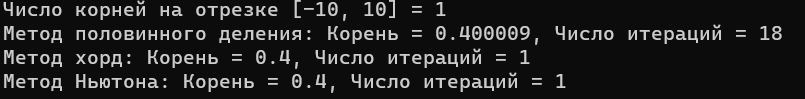 Число корней на отрезке [-10, 10] = 1
Метод половинного деления: Корень = 0.400009, Число итераций = 18
Метод хорд: Корень = 0.4, Число итераций = 1
Метод Ньютона: Корень = 0.4, Число итераций = 1